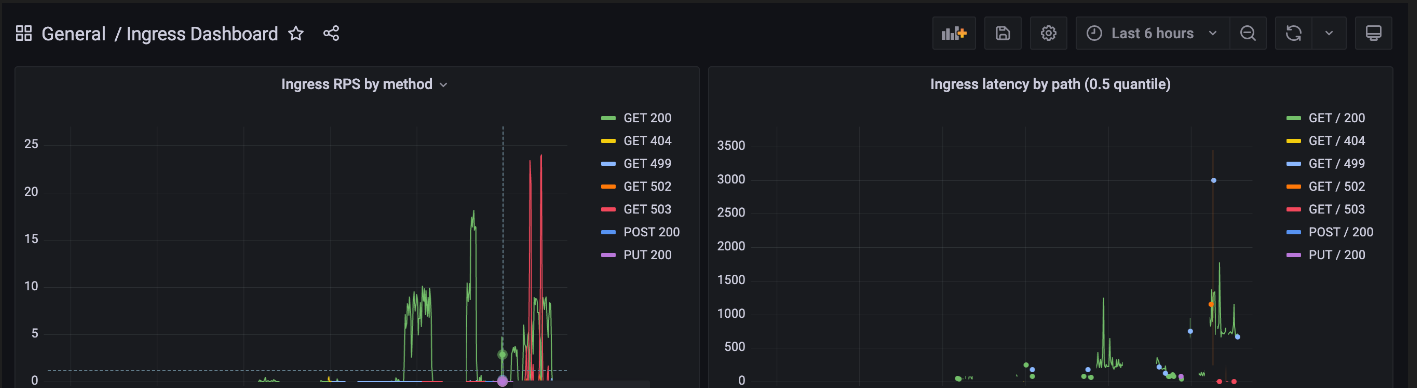 General / Ingress Dashboard
Last 6 hours
Ingress RPS by method
25
20
15
10
5
0
GET 200
GET 404
GET 499
GET 502
GET 503
POST 200
PUT 200
Ingress latency by path (0.5 quantile)
3500
3000
2500
2000
1500
1000
500
0
GET / 200
GET / 404
GET / 499
GET / 502
GET / 503
POST / 200
PUT / 200